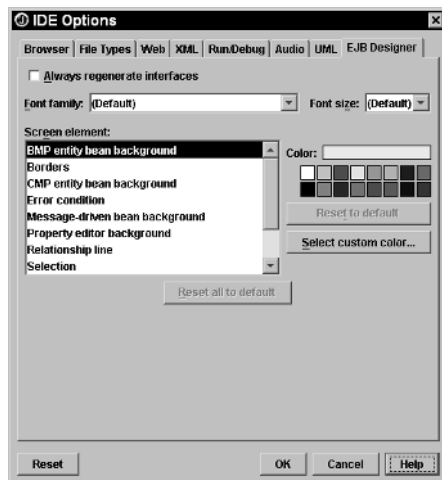 IDE Options
Browser File Types Web XML Run/Debug Audio UML EJB Designer
Always regenerate interfaces
Font family: (Default) Font size: (Default)
Screen element:
BMP entity bean background
Color:
Borders
CMP entity bean background
Error condition
Message-driven bean background
Reset to default
Property editor background
Relationship line
Select custom color...
Selection
Reset all to default
Reset OK Cancel Help